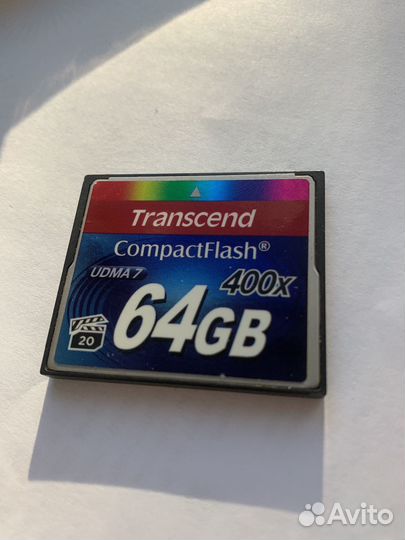 Transcend
CompactFlash®
UDMA 7
400x
64GB
20
Avito